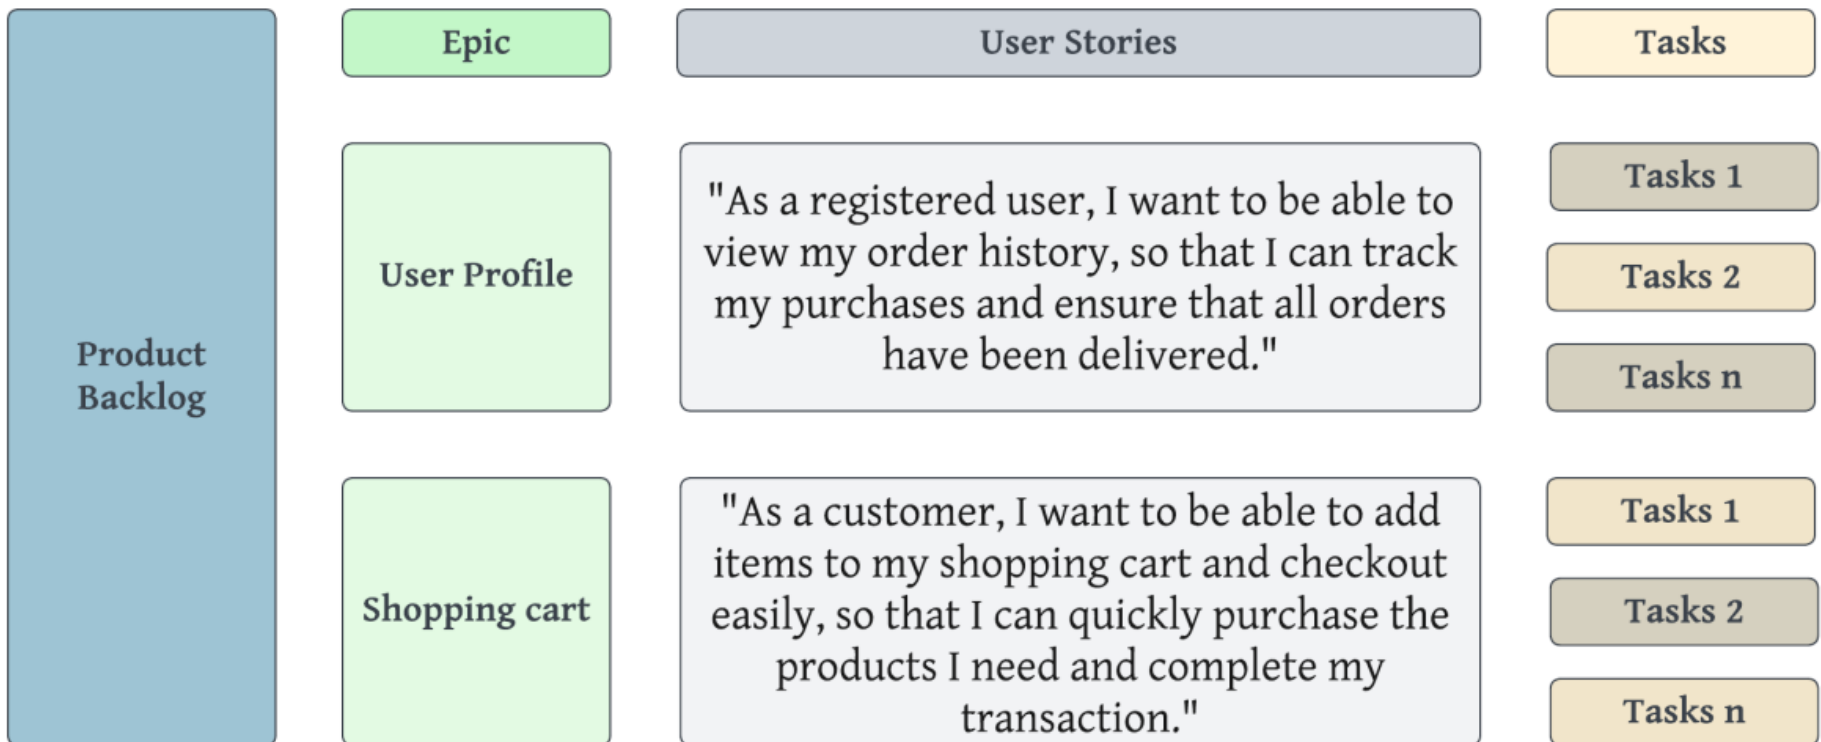 Product
Backlog
Epic
User Stories
Tasks
User Profile
"As a registered user, I want to be able to
view my order history, so that I can track
my purchases and ensure that all orders
have been delivered."
Tasks 1
Tasks 2
Tasks n
Shopping cart
"As a customer, I want to be able to add
items to my shopping cart and checkout
easily, so that I can quickly purchase the
products I need and complete my
transaction."
Tasks 1
Tasks 2
Tasks n